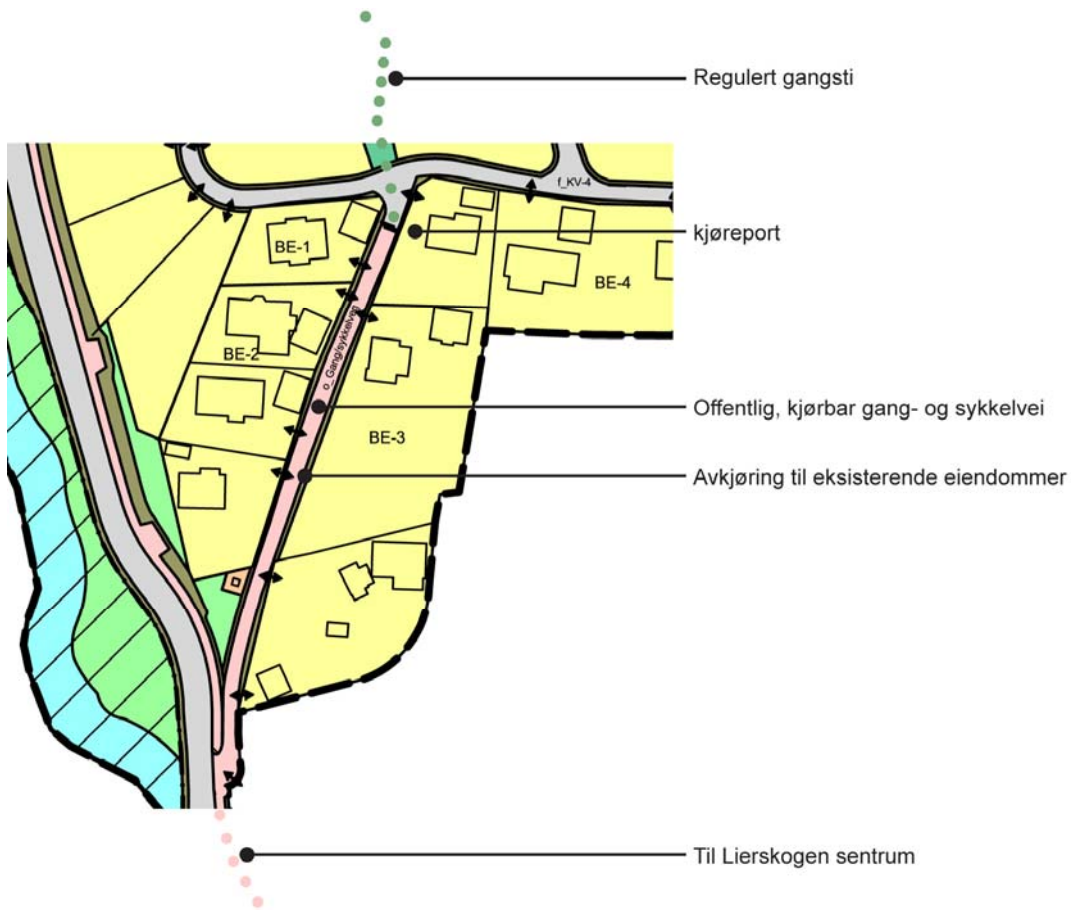 Regulert gangsti
f_KV-4
kjøreport
BE-1
BE-4
o_Gang/sykkelvei
BE-2
Offentlig, kjørbar gang- og sykkelvei
BE-3
Avkjøring til eksisterende eiendommer
Til Lierskogen sentrum